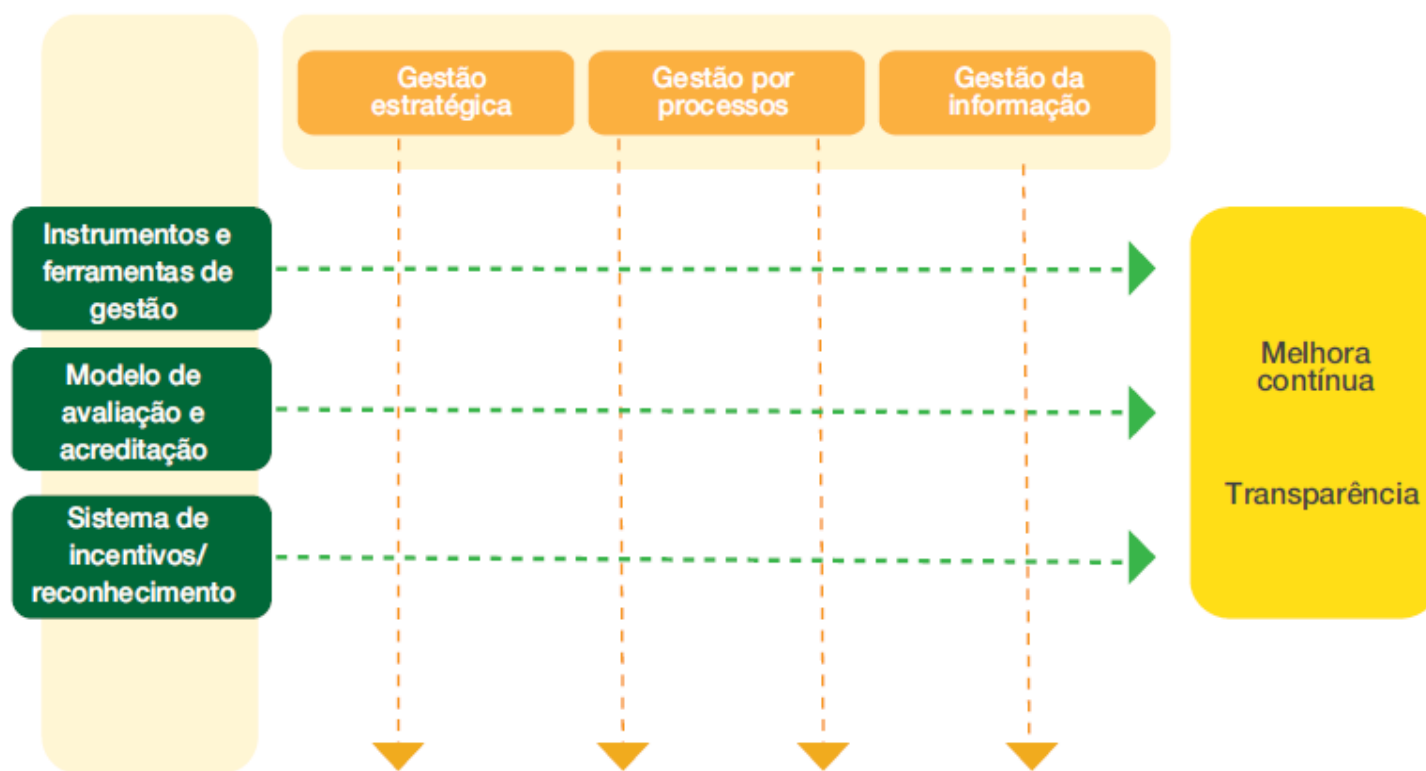 Gestão
estratégica
Gestão por
processos
Gestão da
informação
Instrumentos e
ferramentas de
gestão
Modelo de
avaliação e
acreditação
Sistema de
incentivos/
reconhecimento
Melhora
contínua
Transparência